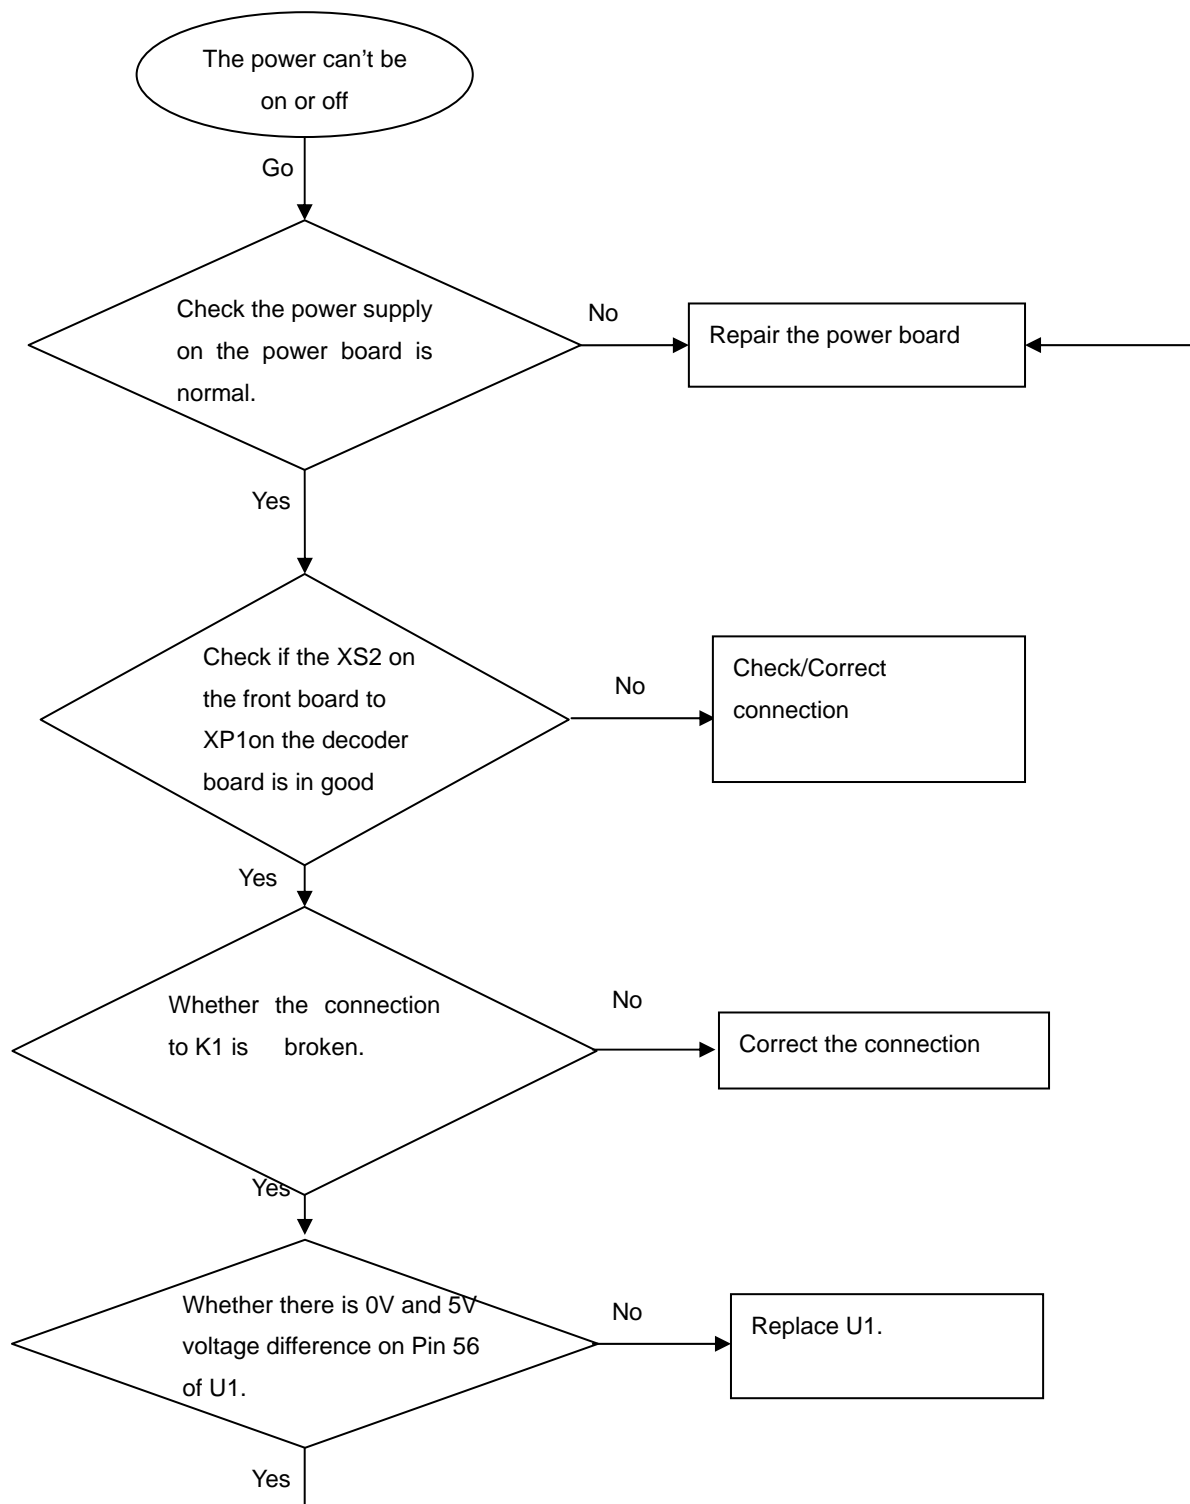 The power can't be
on or off
Go
Check the power supply
on the power board is
normal.
No
Repair the power board
Yes
Check if the XS2 on
the front board to
XP1on the decoder
board is in good
No
Check/Correct
connection
Yes
Whether the connection
to K1 is broken.
No
Correct the connection
Yes
Whether there is 0V and 5V
voltage difference on Pin 56
of U1.
No
Replace U1.
Yes